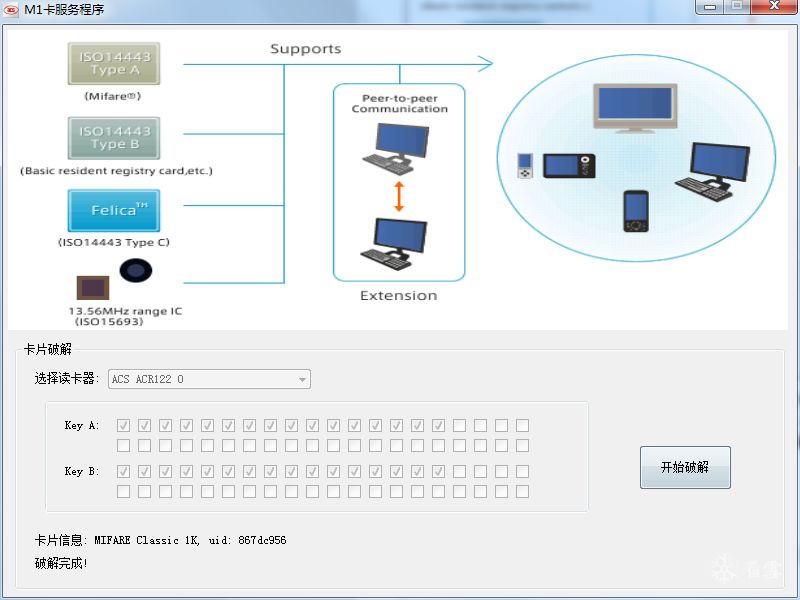 M1卡服务程序
Supports
ISO14443
Type A
(Mifare®)
ISO14443
Type B
(Basic resident registry card,etc.)
Felica™
(ISO14443 Type C)
13.56MHz range IC
(ISO15693)
Peer-to-peer
Communication
Extension
卡片破解
选择读卡器: ACS ACR122 0
Key A:
Key B:
开始破解
卡片信息: MIFARE Classic 1K, uid: 867dc956
破解完成!
看雪